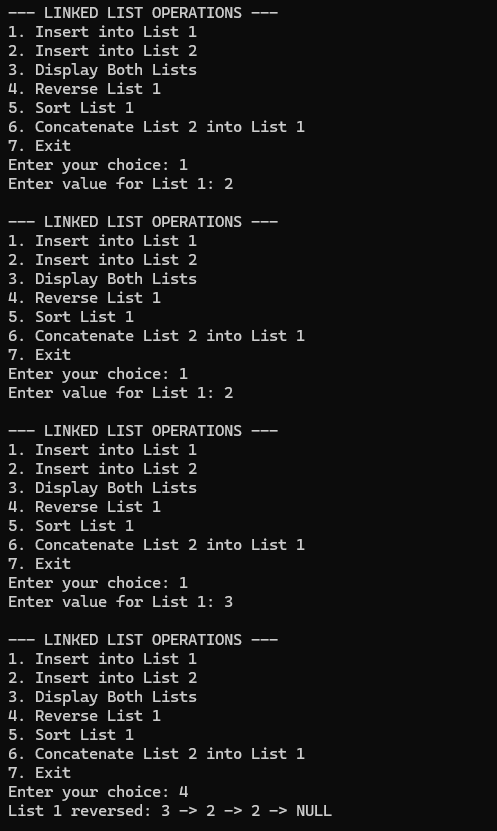 --- LINKED LIST OPERATIONS ---
1. Insert into List 1
2. Insert into List 2
3. Display Both Lists
4. Reverse List 1
5. Sort List 1
6. Concatenate List 2 into List 1
7. Exit
Enter your choice: 1
Enter value for List 1: 2

--- LINKED LIST OPERATIONS ---
1. Insert into List 1
2. Insert into List 2
3. Display Both Lists
4. Reverse List 1
5. Sort List 1
6. Concatenate List 2 into List 1
7. Exit
Enter your choice: 1
Enter value for List 1: 2

--- LINKED LIST OPERATIONS ---
1. Insert into List 1
2. Insert into List 2
3. Display Both Lists
4. Reverse List 1
5. Sort List 1
6. Concatenate List 2 into List 1
7. Exit
Enter your choice: 1
Enter value for List 1: 3

--- LINKED LIST OPERATIONS ---
1. Insert into List 1
2. Insert into List 2
3. Display Both Lists
4. Reverse List 1
5. Sort List 1
6. Concatenate List 2 into List 1
7. Exit
Enter your choice: 4
List 1 reversed: 3 -> 2 -> 2 -> NULL